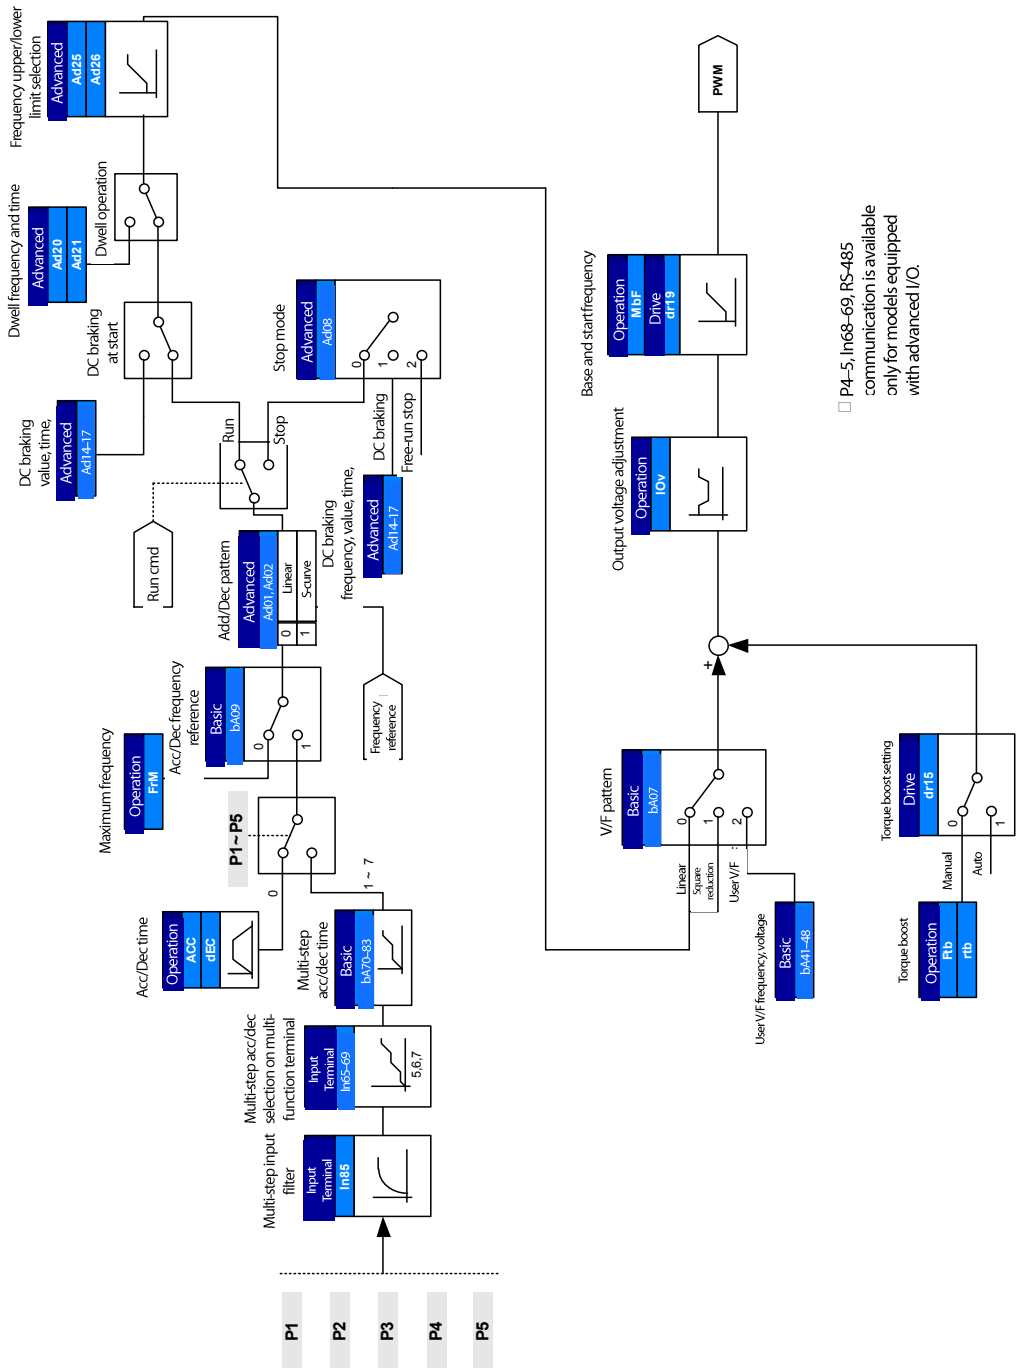 P1
P2
P3
P4
P5
Multi-step input
filter
Input
Terminal
In85
Multi-step acc/dec
selection on multi-
function terminal
Input
Terminal
In65–69
5,6,7
Acc/Dec time
Operation
ACC
dEC
Multi-step
acc/dec time
Basic
bA70–83
0
1 ~ 7
P1 ~ P5
Maximum frequency
Operation
FrM
Acc/Dec frequency
reference
Basic
bA09
0
1
Frequency
reference
Add/Dec pattern
Advanced
Ad01, Ad02
0
Linear
1
S-curve
Run cmd
Run
Stop
DC braking
frequency, value, time,
Advanced
Ad14–17
Stop mode
Advanced
Ad08
0
1
2
DC braking
Free-run stop
DC braking
value, time,
Advanced
Ad14–17
DC braking
at start
Dwell frequency and time
Advanced
Ad20
Ad21
Dwell operation
Frequency upper/lower
limit selection
Advanced
Ad25
Ad26
V/F pattern
Basic
bA07
0
1
2
Linear
Square
reduction
User V/F
User V/F frequency, voltage
Basic
bA41–48
Torque boost
Operation
Ftb
rtb
Torque boost setting
Drive
dr15
Manual
0
Auto
1
+
Output voltage adjustment
Operation
IOv
Base and start frequency
Operation
MbF
Drive
dr19
PWM
□ P4–5, In68–69, RS-485
communication is available
only for models equipped
with advanced I/O.